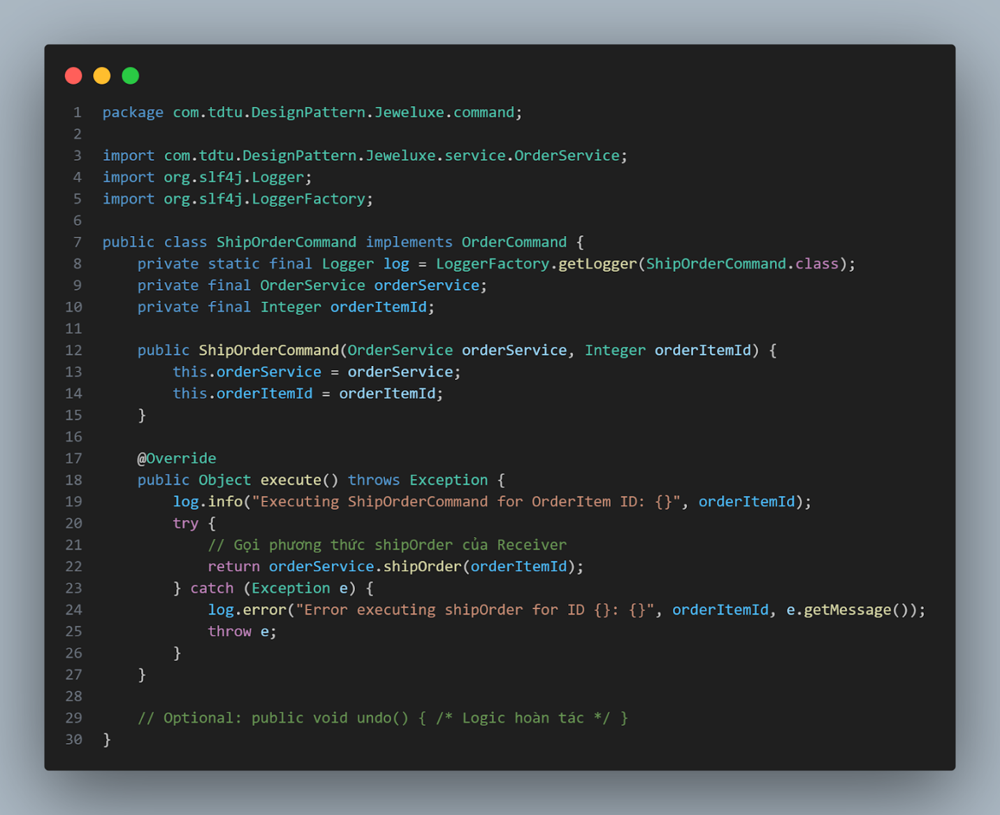 1 package com.tdtu.DesignPattern.Jeweluxe.command;
2
3 import com.tdtu.DesignPattern.Jeweluxe.service.OrderService;
4 import org.slf4j.Logger;
5 import org.slf4j.LoggerFactory;
6
7 public class ShipOrderCommand implements OrderCommand {
8     private static final Logger log = LoggerFactory.getLogger(ShipOrderCommand.class);
9     private final OrderService orderService;
10     private final Integer orderItemId;
11
12     public ShipOrderCommand(OrderService orderService, Integer orderItemId) {
13         this.orderService = orderService;
14         this.orderItemId = orderItemId;
15     }
16
17     @Override
18     public Object execute() throws Exception {
19         log.info("Executing ShipOrderCommand for OrderItem ID: {}", orderItemId);
20         try {
21             // Gọi phương thức shipOrder của Receiver
22             return orderService.shipOrder(orderItemId);
23         } catch (Exception e) {
24             log.error("Error executing shipOrder for ID {}: {}", orderItemId, e.getMessage());
25             throw e;
26         }
27     }
28
29     // Optional: public void undo() { /* Logic hoàn tác */ }
30 }